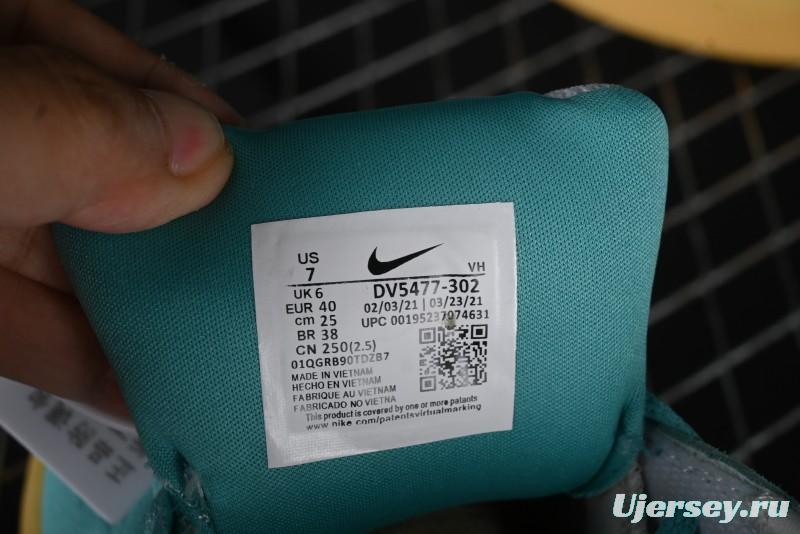 US
7
VH
UK 6
DV5477-302
EUR 40
02/03/21 | 03/23/21
cm 25
UPC 00195237074631
BR 38
CN 250(2.5)
01QGRB90TDZB7
MADE IN VIETNAM
HECHO EN VIETNAM
FABRIQUE AU VIETNAM
FABRICADO NO VIETNA
This product is covered by one or more patents
www.nike.com/patentsvirtualmarking
Ujersey.ru